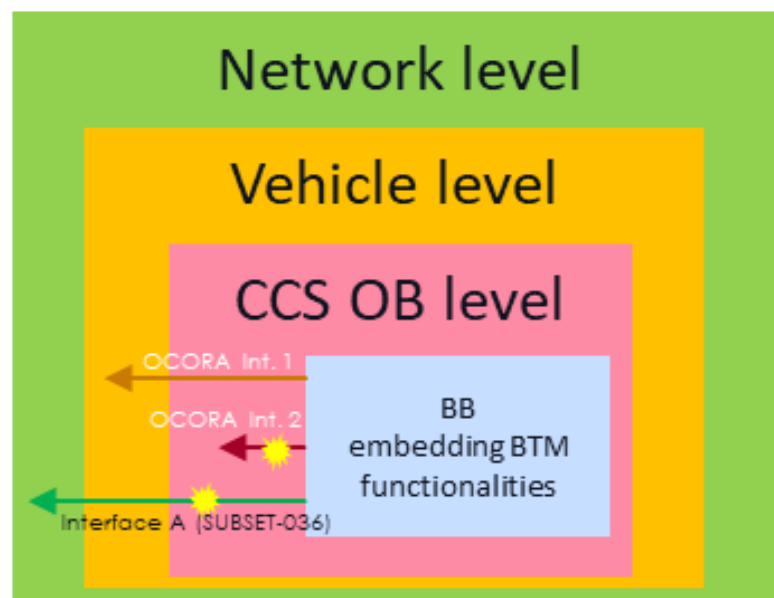 Network level
Vehicle level
CCS OB level
OCORA Int. 1
OCORA Int. 2
Interface A (SUBSET-036)
BB
embedding BTM
functionalities